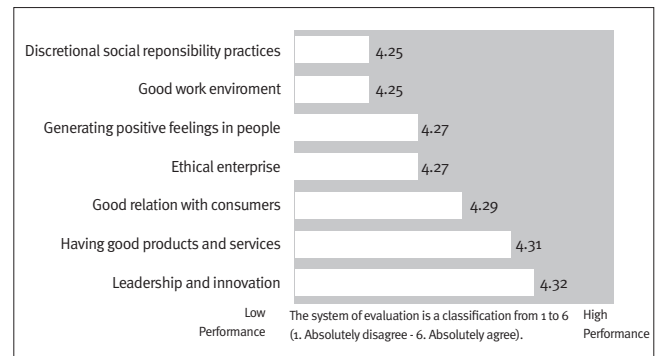 Discretional social reponsibility practices 4.25
Good work enviroment 4.25
Generating positive feelings in people 4.27
Ethical enterprise 4.27
Good relation with consumers 4.29
Having good products and services 4.31
Leadership and innovation 4.32
Low Performance
The system of evaluation is a classification from 1 to 6
(1. Absolutely disagree - 6. Absolutely agree).
High Performance